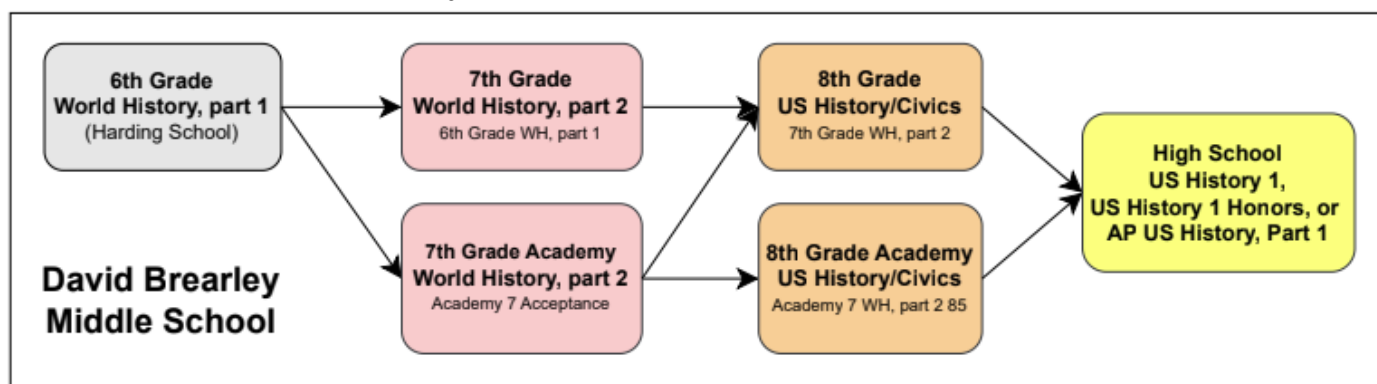 6th Grade
World History, part 1
(Harding School)
7th Grade
World History, part 2
6th Grade WH, part 1
8th Grade
US History/Civics
7th Grade WH, part 2
High School
US History 1,
US History 1 Honors, or
AP US History, Part 1
7th Grade Academy
World History, part 2
Academy 7 Acceptance
8th Grade Academy
US History/Civics
Academy 7 WH, part 2 85
David Brearley
Middle School